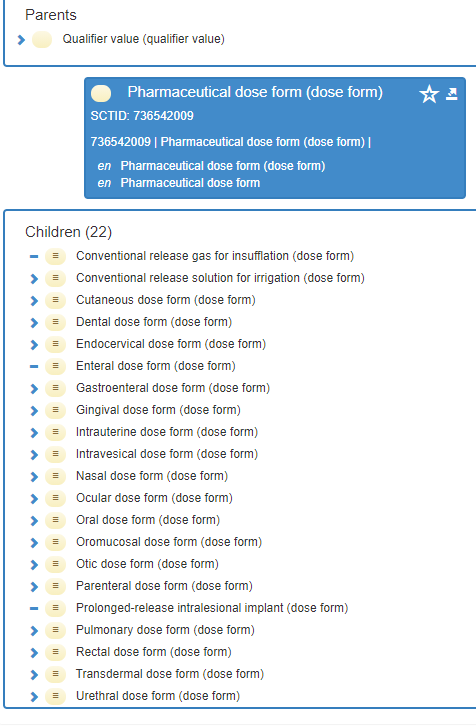 Parents
Qualifier value (qualifier value)
Pharmaceutical dose form (dose form)
SCTID: 736542009
736542009 | Pharmaceutical dose form (dose form) |
en Pharmaceutical dose form (dose form)
en Pharmaceutical dose form
Children (22)
Conventional release gas for insufflation (dose form)
Conventional release solution for irrigation (dose form)
Cutaneous dose form (dose form)
Dental dose form (dose form)
Endocervical dose form (dose form)
Enteral dose form (dose form)
Gastroenteral dose form (dose form)
Gingival dose form (dose form)
Intrauterine dose form (dose form)
Intravesical dose form (dose form)
Nasal dose form (dose form)
Ocular dose form (dose form)
Oral dose form (dose form)
Oromucosal dose form (dose form)
Otic dose form (dose form)
Parenteral dose form (dose form)
Prolonged-release intralesional implant (dose form)
Pulmonary dose form (dose form)
Rectal dose form (dose form)
Transdermal dose form (dose form)
Urethral dose form (dose form)